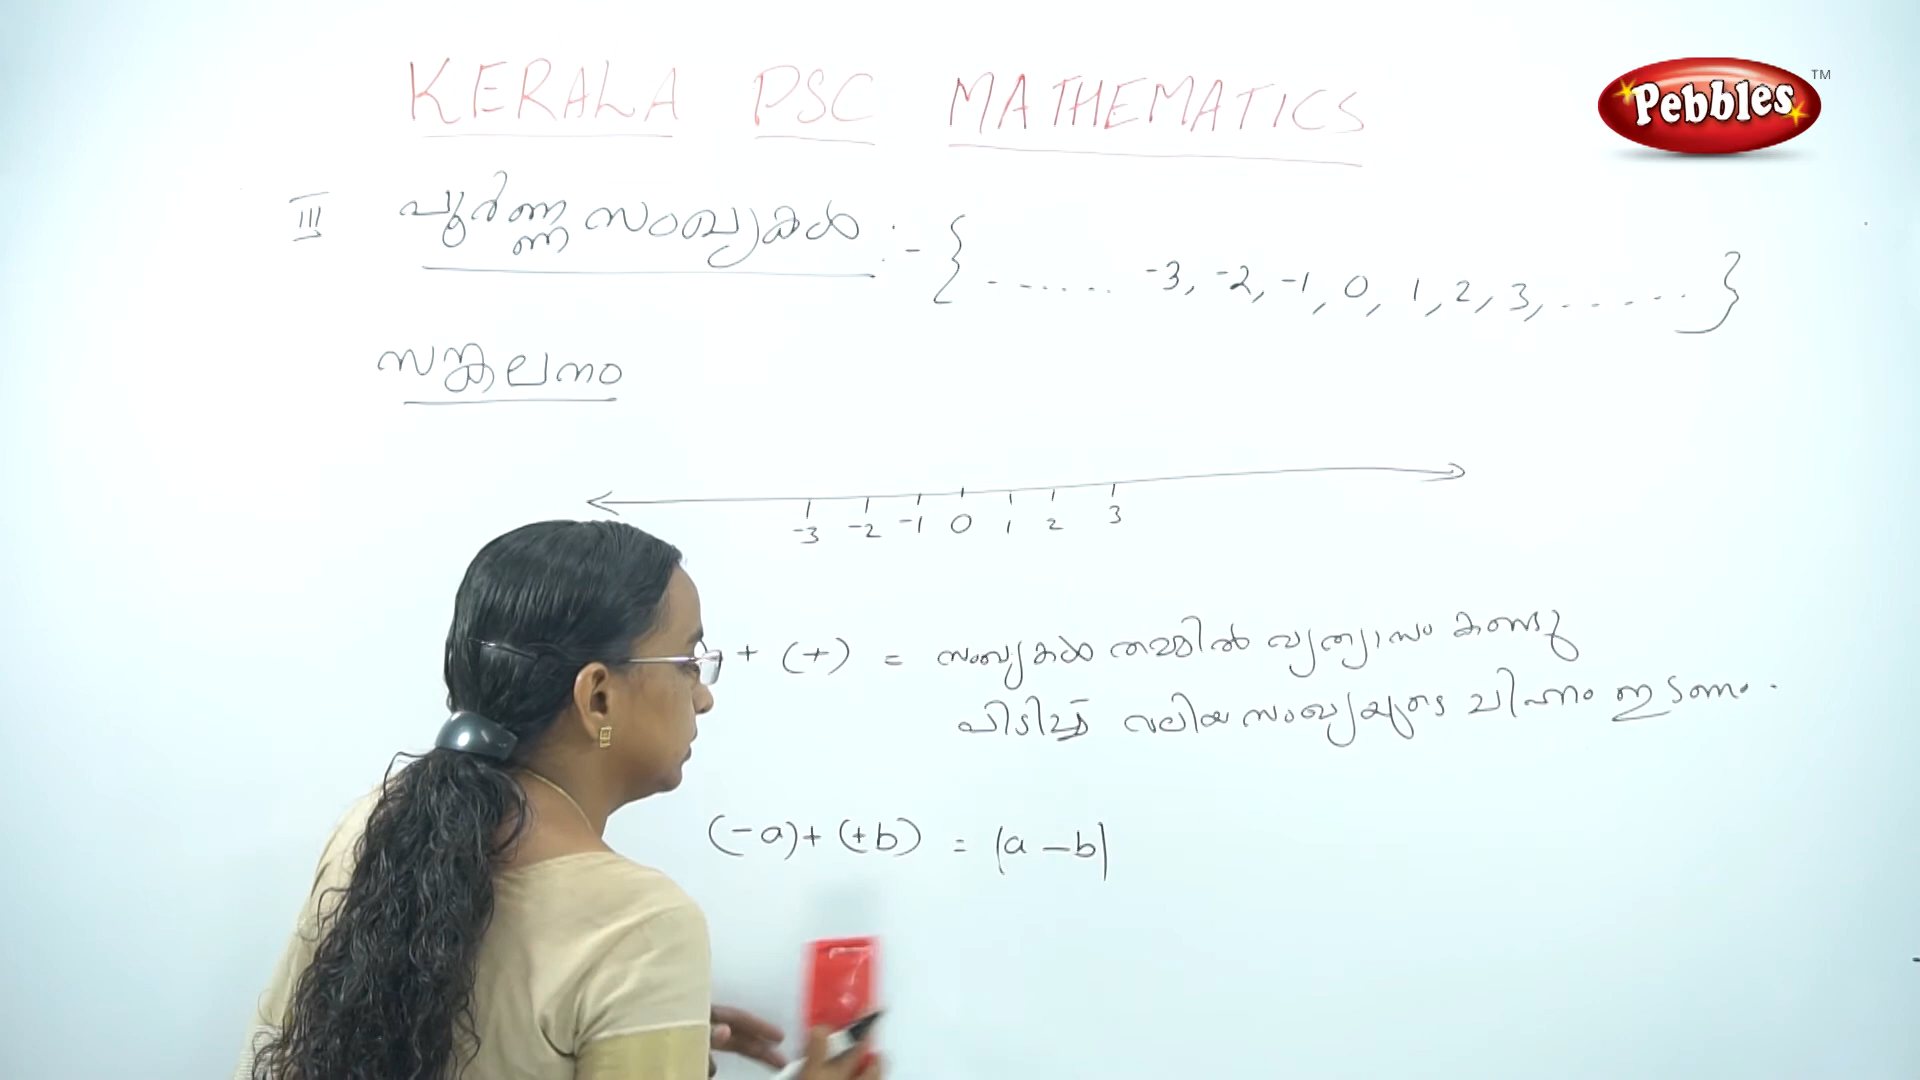 KERALA PSC MATHEMATICS
Pebbles TM
III പൂർണ്ണ സംഖ്യകൾ :- { ...... -3, -2, -1, 0, 1, 2, 3, ...... }
സങ്കലനം
-3 -2 -1 0 1 2 3
+ (+) = സംഖ്യകൾ തമ്മിൽ വ്യത്യാസം കണ്ടു
പിടിച്ച് വലിയ സംഖ്യയുടെ ചിഹ്നം ഇടണം.
(-a) + (+b) = |a - b|